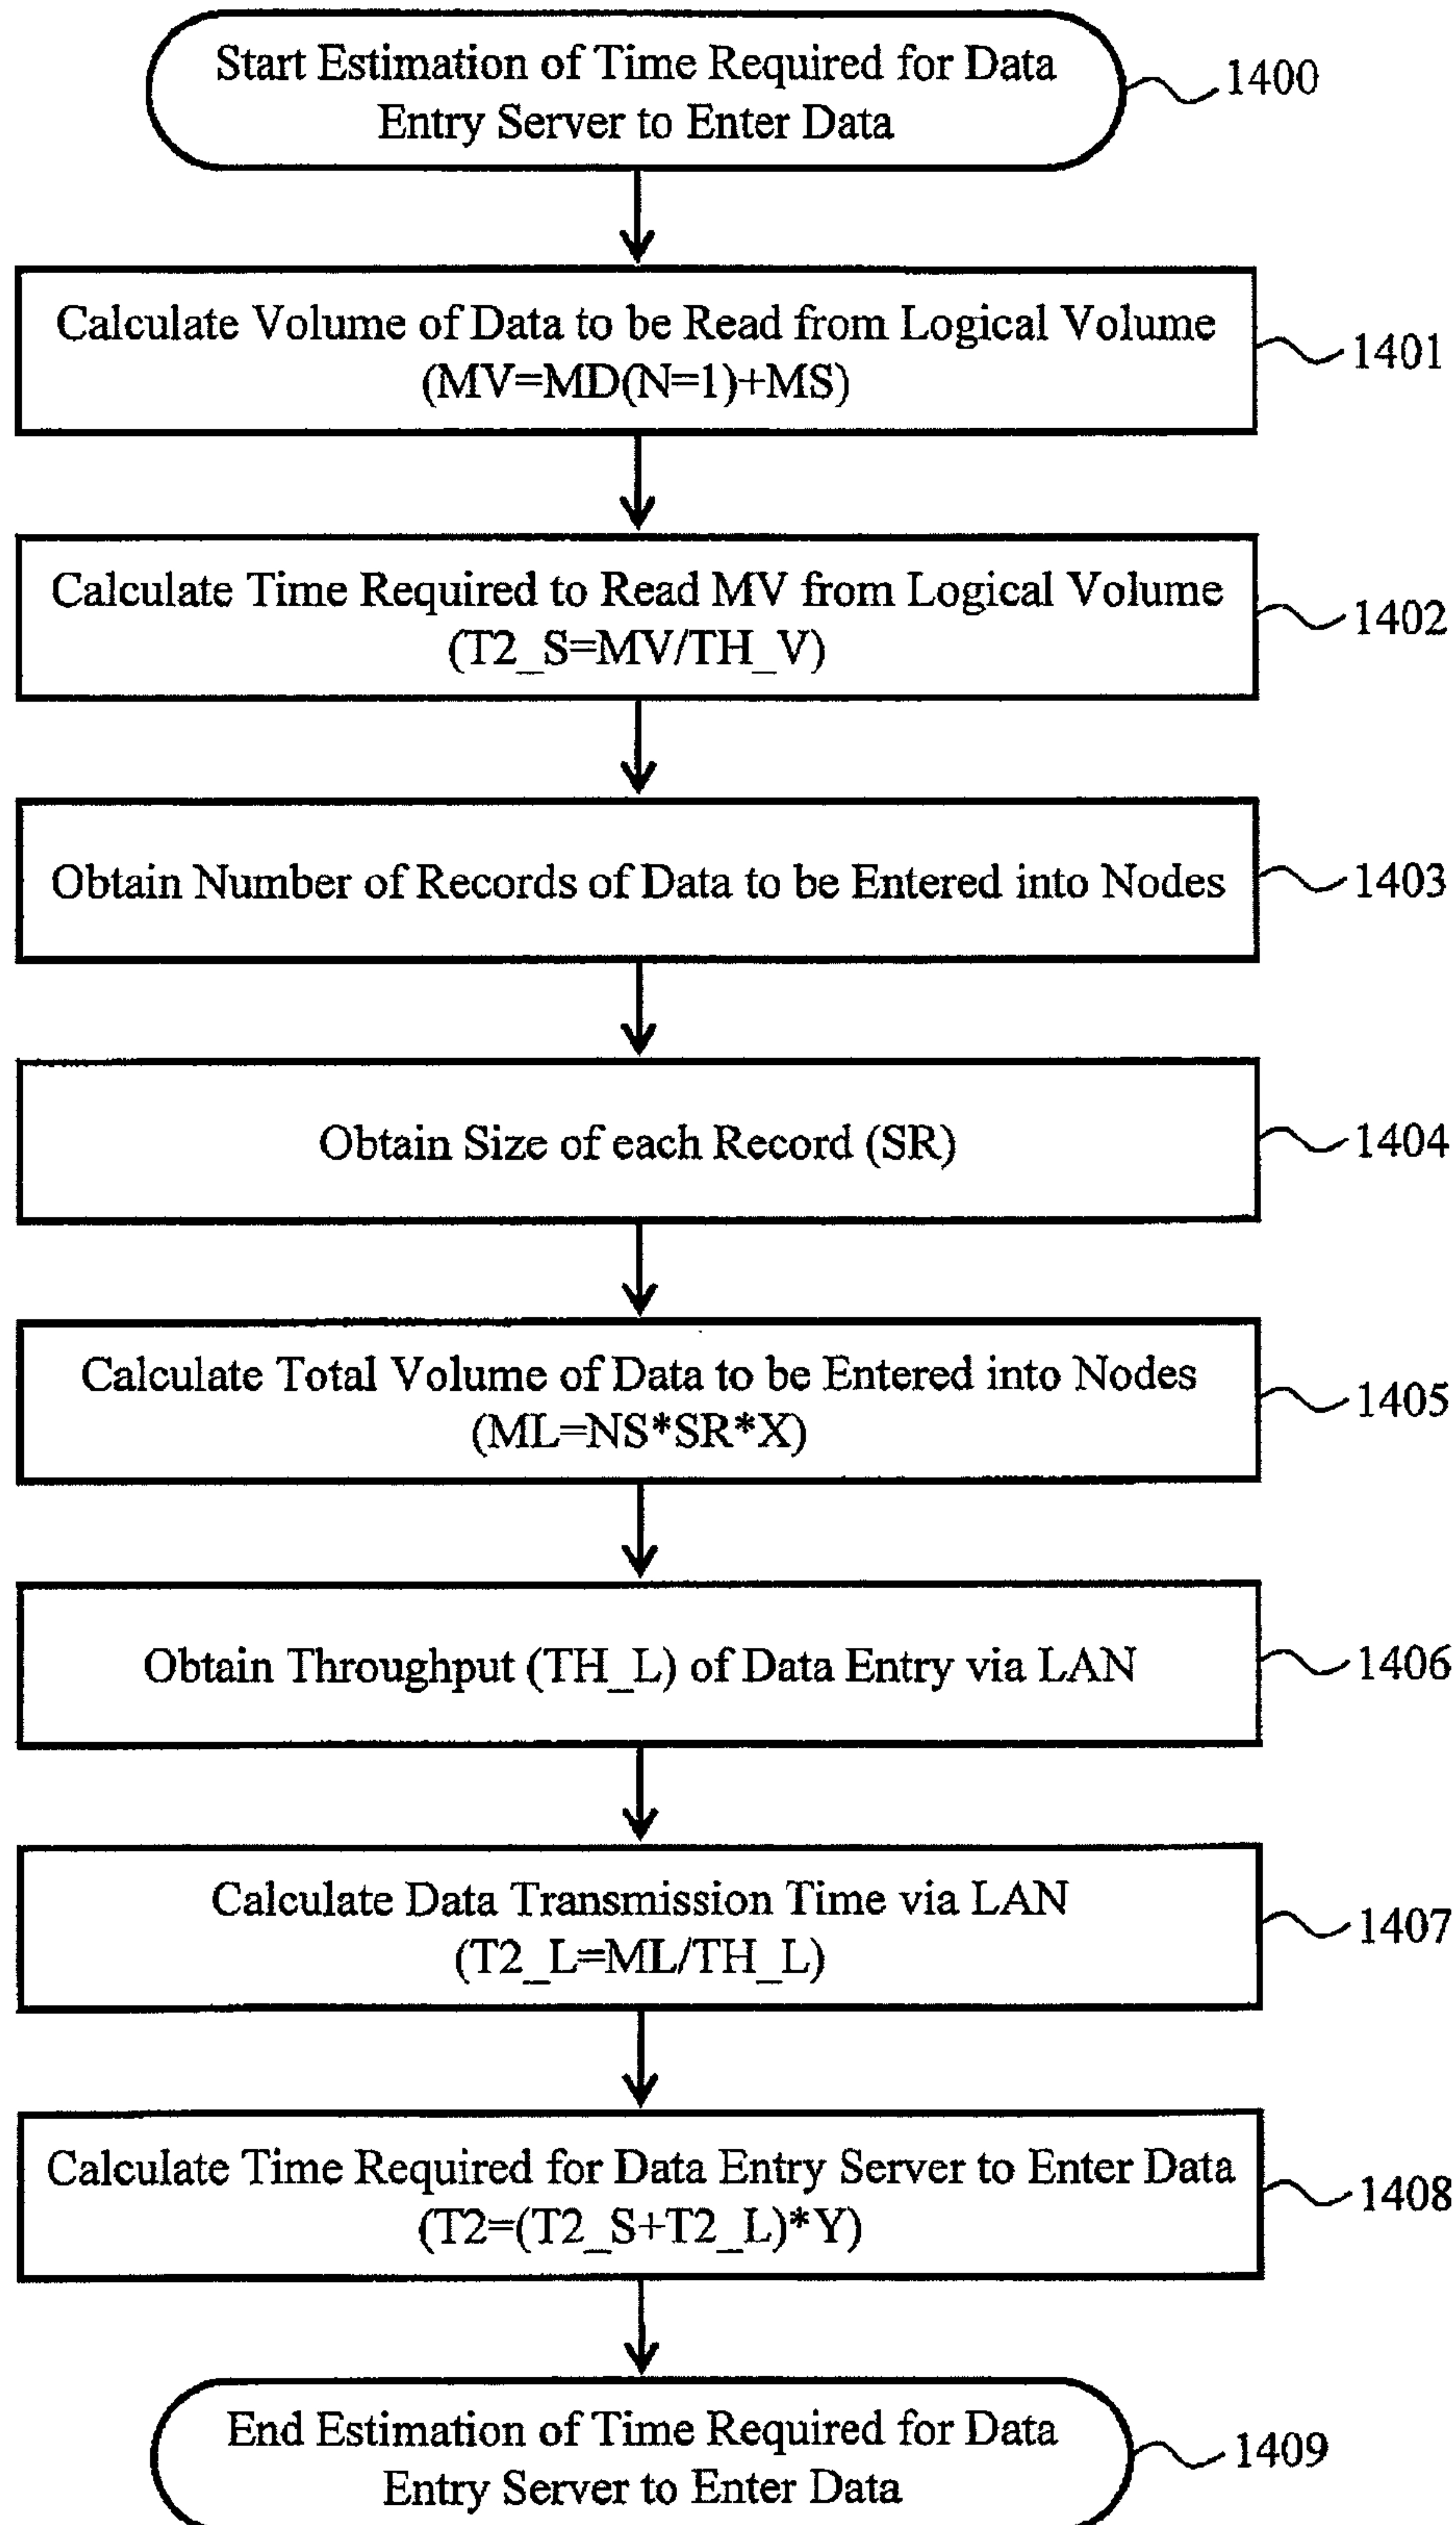 Start Estimation of Time Required for Data
Entry Server to Enter Data
1400
Calculate Volume of Data to be Read from Logical Volume
(MV=MD(N=1)+MS)
1401
Calculate Time Required to Read MV from Logical Volume
(T2_S=MV/TH_V)
1402
Obtain Number of Records of Data to be Entered into Nodes
1403
Obtain Size of each Record (SR)
1404
Calculate Total Volume of Data to be Entered into Nodes
(ML=NS*SR*X)
1405
Obtain Throughput (TH_L) of Data Entry via LAN
1406
Calculate Data Transmission Time via LAN
(T2_L=ML/TH_L)
1407
Calculate Time Required for Data Entry Server to Enter Data
(T2=(T2_S+T2_L)*Y)
1408
End Estimation of Time Required for Data
Entry Server to Enter Data
1409